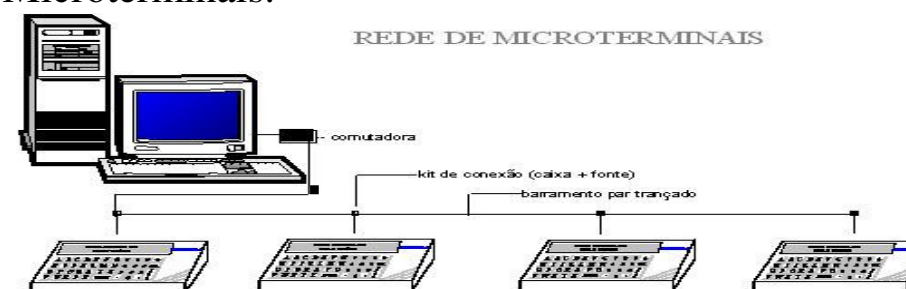 Microterminais:
REDE DE MICROTERMINAIS
comutadora
kit de conexão (caixa + fonte)
barramento par trançado